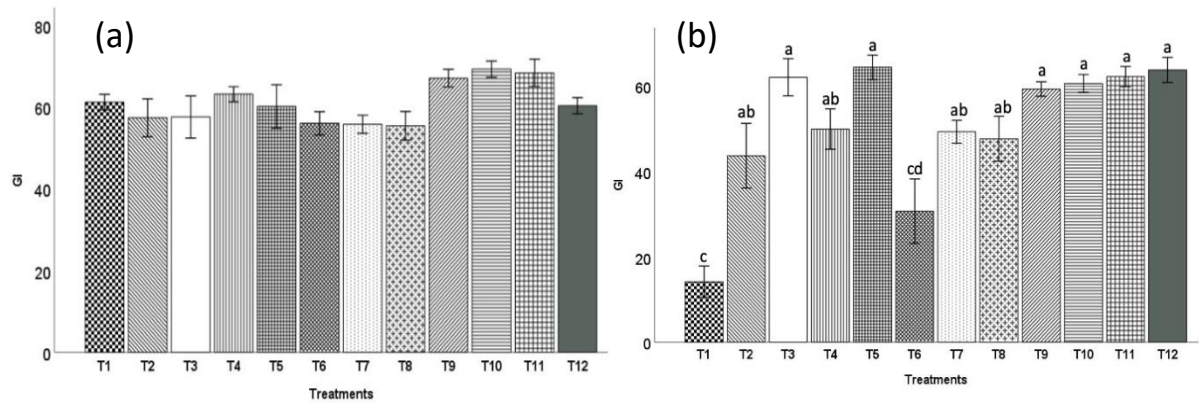 (a)
80
60
40
20
0
GI
T1 T2 T3 T4 T5 T6 T7 T8 T9 T10 T11 T12
Treatments
(b)
60
40
20
0
GI
c ab a ab a cd ab ab a a a a
T1 T2 T3 T4 T5 T6 T7 T8 T9 T10 T11 T12
Treatments